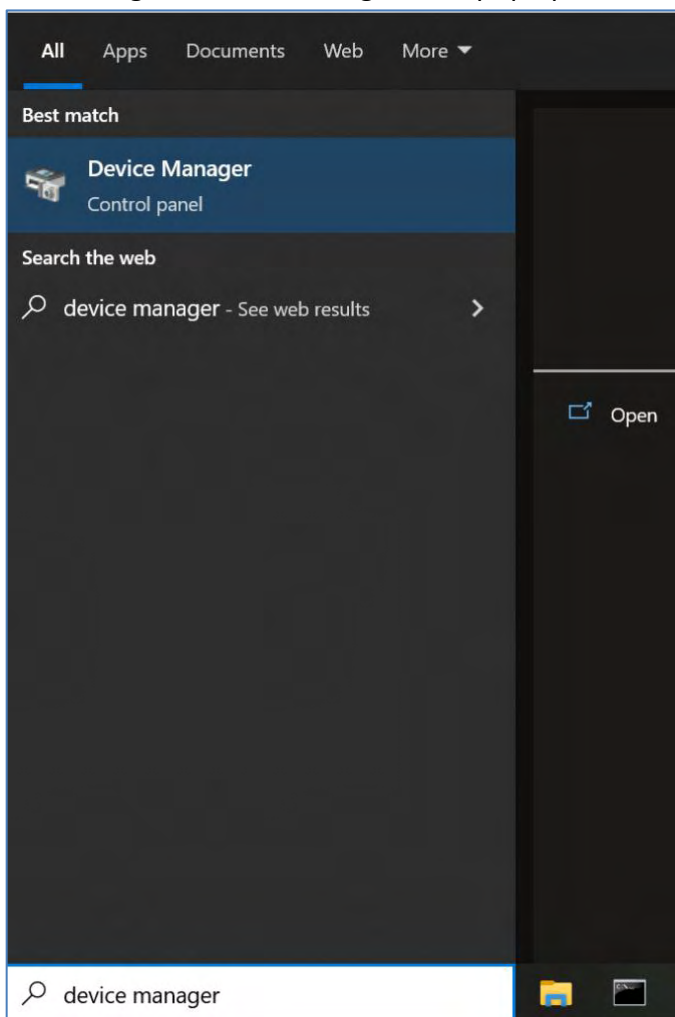 All Apps Documents Web More
Best match
Device Manager
Control panel
Search the web
device manager - See web results
Open
device manager